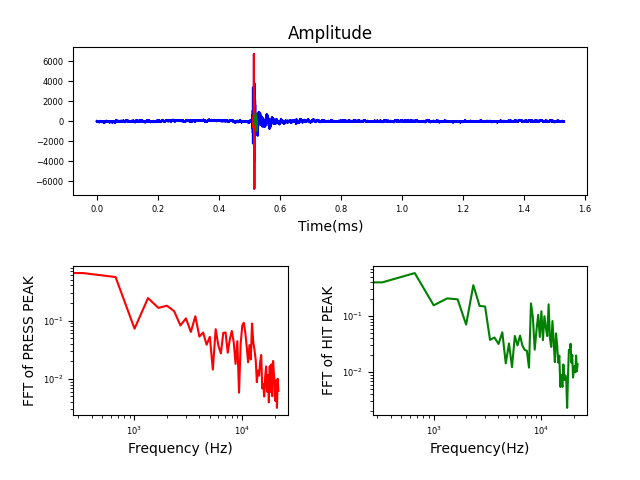 Amplitude
6000
4000
2000
0
−2000
−4000
−6000
0.0 0.2 0.4 0.6 0.8 1.0 1.2 1.4 1.6
Time(ms)
FFT of PRESS PEAK
10⁻¹
10⁻²
10³ 10⁴
Frequency (Hz)
FFT of HIT PEAK
10⁻¹
10⁻²
10³ 10⁴
Frequency(Hz)